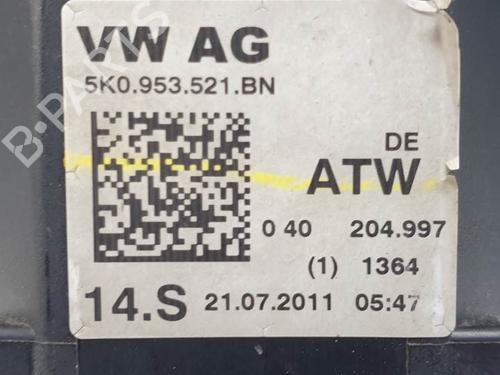 VW AG
5K0.953.521.BN
DE
ATW
0 40 204.997
(1) 1364
14.S 21.07.2011 05:47
B-PARTS